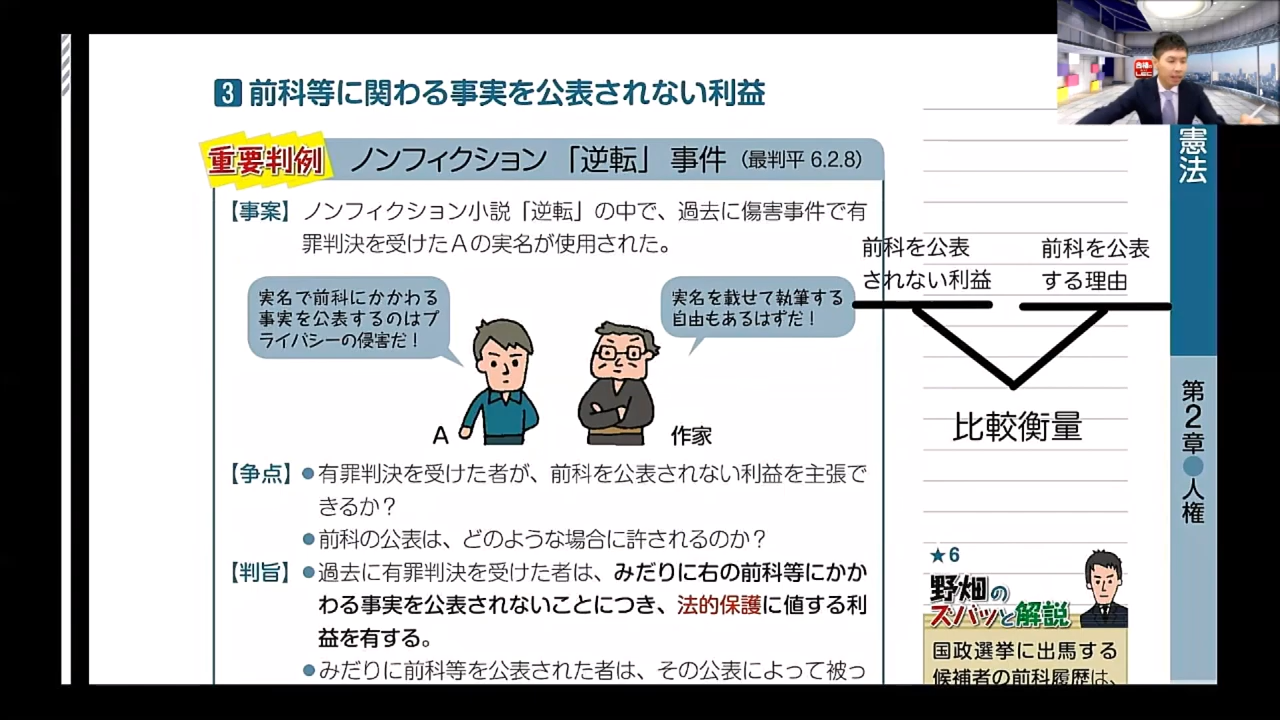 3 前科等に関わる事実を公表されない利益
重要判例 ノンフィクション「逆転」事件（最判平 6.2.8）
【事案】ノンフィクション小説「逆転」の中で、過去に傷害事件で有
罪判決を受けたAの実名が使用された。
実名で前科にかかわる
事実を公表するのはプ
ライバシーの侵害だ！
実名を載せて執筆する
自由もあるはずだ！
A
作家
【争点】●有罪判決を受けた者が、前科を公表されない利益を主張で
きるか？
●前科の公表は、どのような場合に許されるのか？
【判旨】●過去に有罪判決を受けた者は、みだりに右の前科等にかか
わる事実を公表されないことにつき、法的保護に値する利
益を有する。
●みだりに前科等を公表された者は、その公表によって被っ
前科を公表
されない利益
前科を公表
する理由
比較衡量
★6
野畑の
ズバッと解説
国政選挙に出馬する
候補者の前科履歴は、
憲法
第2章●人権